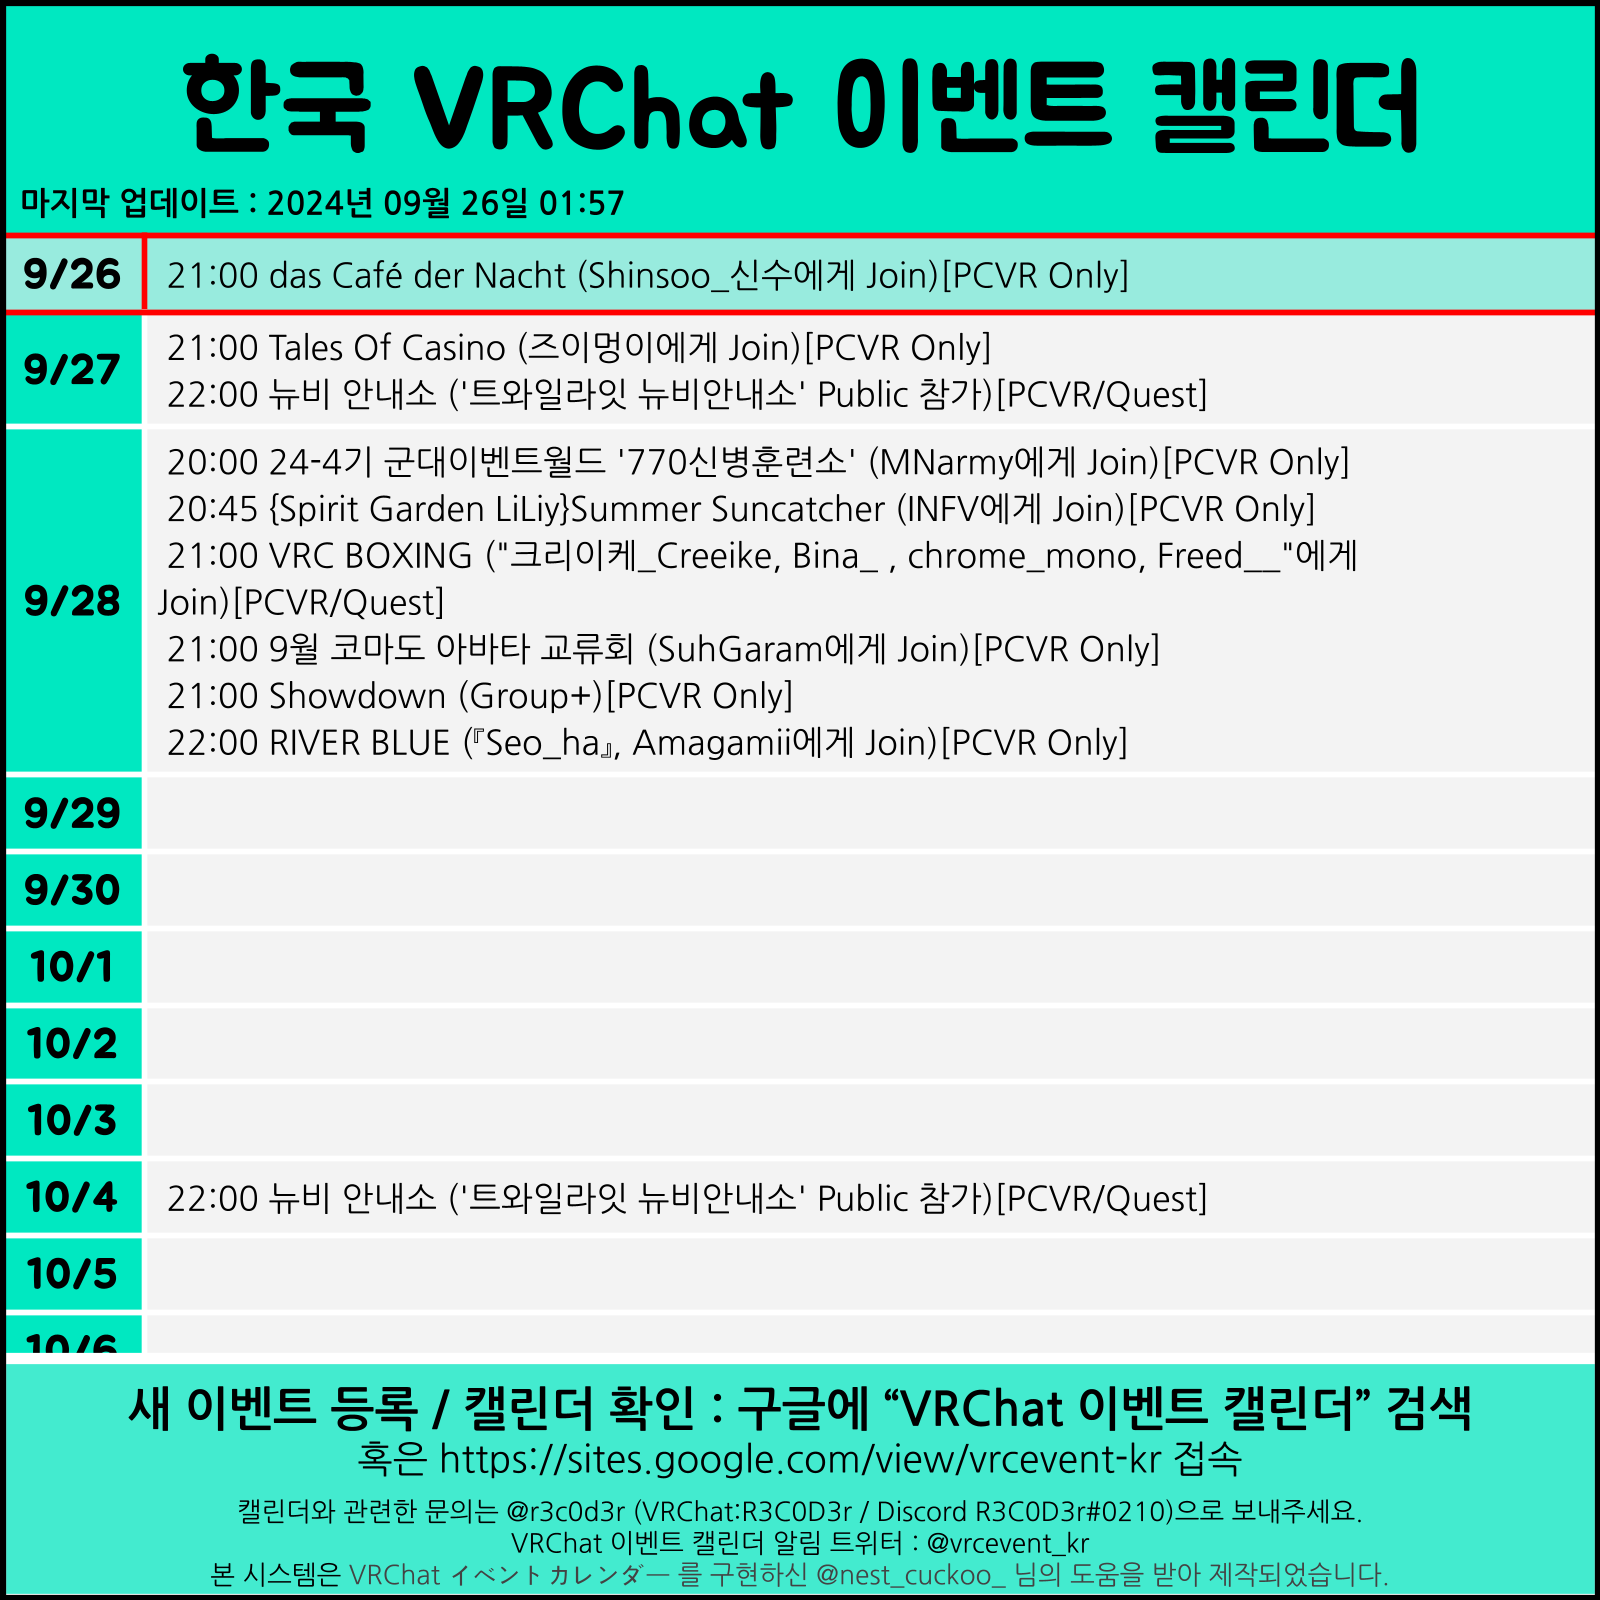 한국 VRChat 이벤트 캘린더
마지막 업데이트 : 2024년 09월 26일 01:57
9/26
21:00 das Café der Nacht (Shinsoo_신수에게 Join)[PCVR Only]
9/27
21:00 Tales Of Casino (즈이멍이에게 Join)[PCVR Only]
22:00 뉴비 안내소 ('트와일라잇 뉴비안내소' Public 참가)[PCVR/Quest]
9/28
20:00 24-4기 군대이벤트월드 '770신병훈련소' (MNarmy에게 Join)[PCVR Only]
20:45 {Spirit Garden LiLiy}Summer Suncatcher (INFV에게 Join)[PCVR Only]
21:00 VRC BOXING ("크리이케_Creeike, Bina_ , chrome_mono, Freed__"에게
Join)[PCVR/Quest]
21:00 9월 코마도 아바타 교류회 (SuhGaram에게 Join)[PCVR Only]
21:00 Showdown (Group+)[PCVR Only]
22:00 RIVER BLUE (『Seo_ha』, Amagamii에게 Join)[PCVR Only]
9/29
9/30
10/1
10/2
10/3
10/4
22:00 뉴비 안내소 ('트와일라잇 뉴비안내소' Public 참가)[PCVR/Quest]
10/5
10/6
새 이벤트 등록 / 캘린더 확인 : 구글에 “VRChat 이벤트 캘린더” 검색
혹은 https://sites.google.com/view/vrcevent-kr 접속
캘린더와 관련한 문의는 @r3c0d3r (VRChat:R3C0D3r / Discord R3C0D3r#0210)으로 보내주세요.
VRChat 이벤트 캘린더 알림 트위터 : @vrcevent_kr
본 시스템은 VRChat イベントカレンダー 를 구현하신 @nest_cuckoo_ 님의 도움을 받아 제작되었습니다.